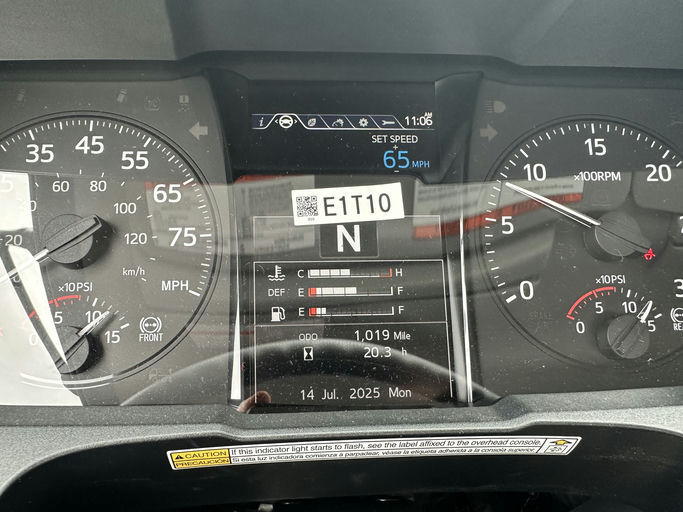 11:06 AM
SET SPEED
65 MPH
E1T10
N
C H
DEF E F
E F
ODO 1,019 Mile
20.3 h
14 Jul. 2025 Mon
35 45 55 65 75
60 80 100 120
km/h
MPH
x10PSI
0 5 10 15
FRONT
x100RPM
0 5 10 15 20
x10PSI
0 5 10 15
CAUTION If this indicator light starts to flash, see the label affixed to the overhead console.
PRECAUCIÓN Si esta luz indicadora comienza a parpadear, véase la etiqueta adherida a la consola superior.